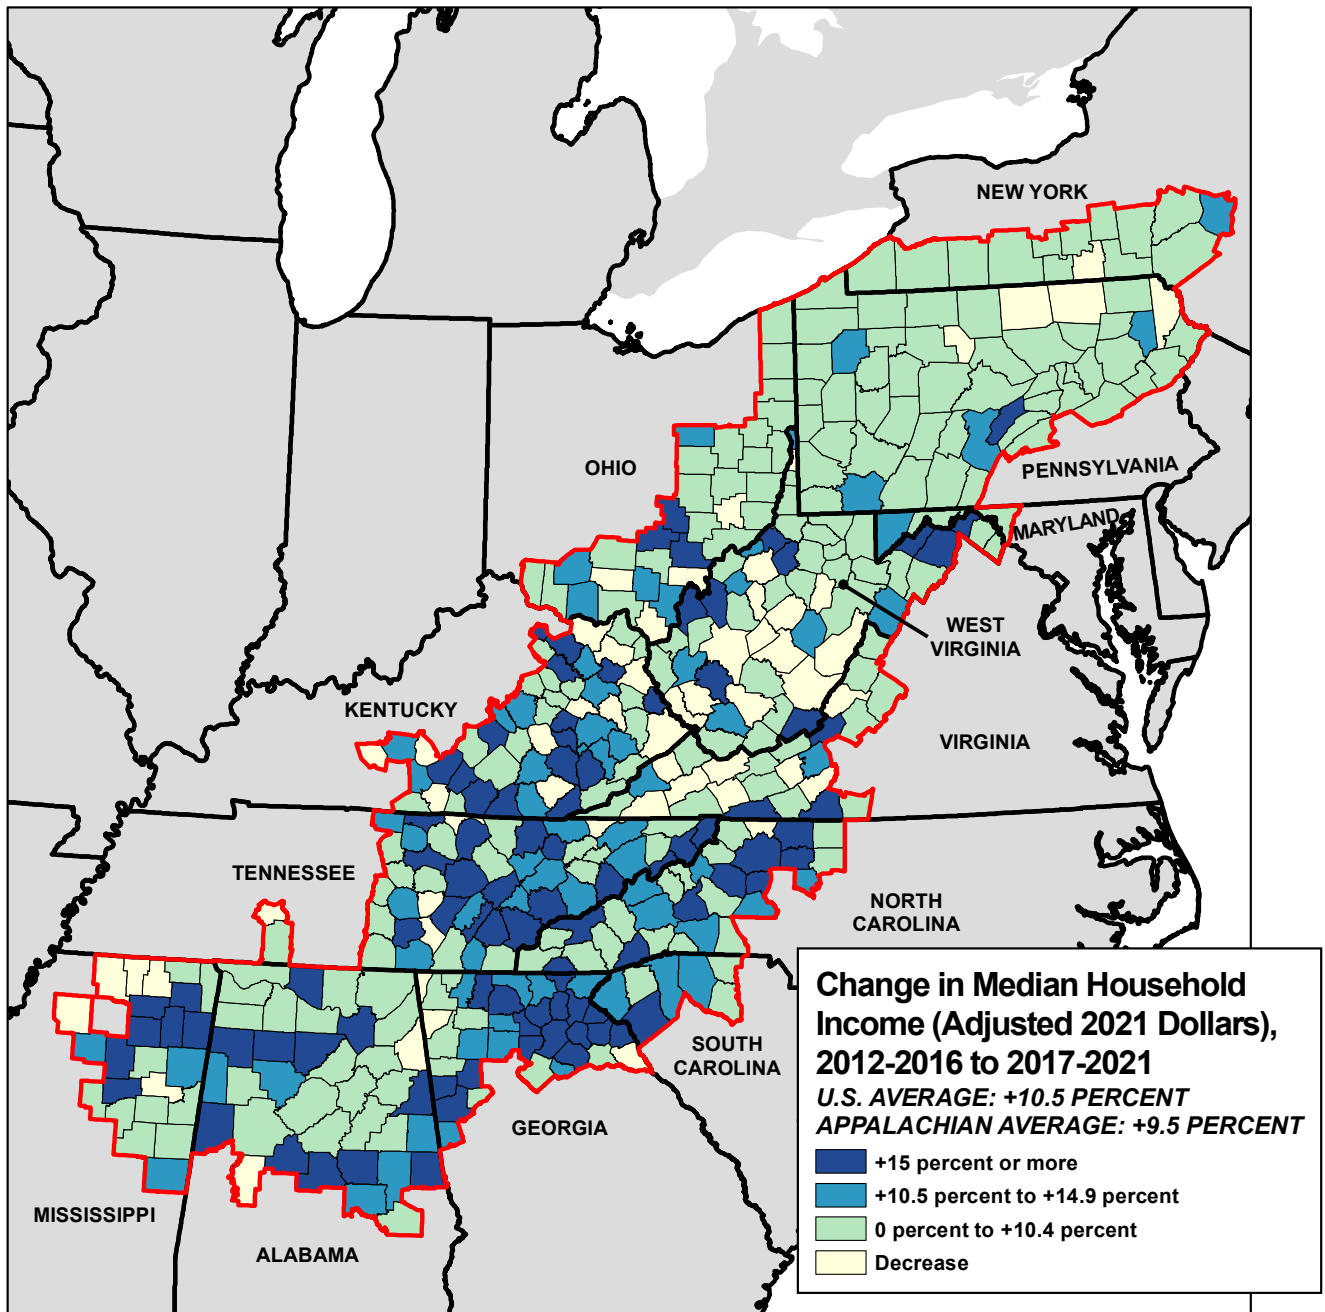 NEW YORK
OHIO
PENNSYLVANIA
MARYLAND
WEST
VIRGINIA
KENTUCKY
VIRGINIA
TENNESSEE
NORTH
CAROLINA
SOUTH
CAROLINA
GEORGIA
MISSISSIPPI
ALABAMA
Change in Median Household
Income (Adjusted 2021 Dollars),
2012-2016 to 2017-2021
U.S. AVERAGE: +10.5 PERCENT
APPALACHIAN AVERAGE: +9.5 PERCENT
+15 percent or more
+10.5 percent to +14.9 percent
0 percent to +10.4 percent
Decrease